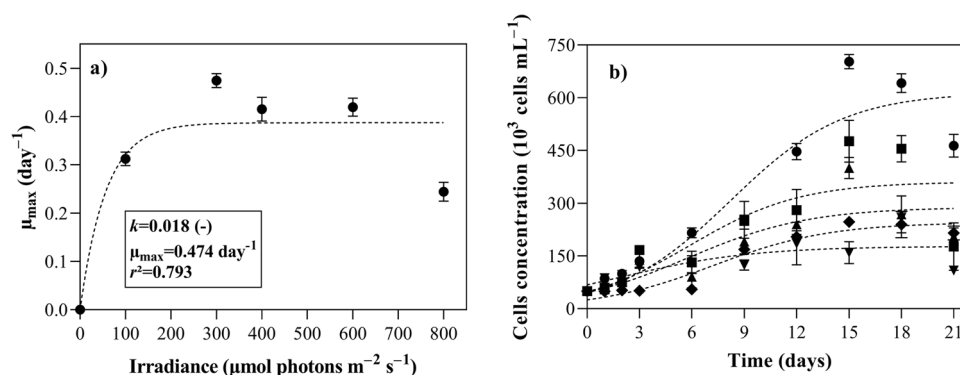 a)
0.5
0.4
0.3
0.2
0.1
0.0
μmax (day−1)
k=0.018 (-)
μmax=0.474 day-1
r²=0.793
0 100 200 300 400 500 600 700 800
Irradiance (μmol photons m−2 s−1)
b)
750
600
450
300
150
0
Cells concentration (10³ cells mL−1)
0 3 6 9 12 15 18 21
Time (days)